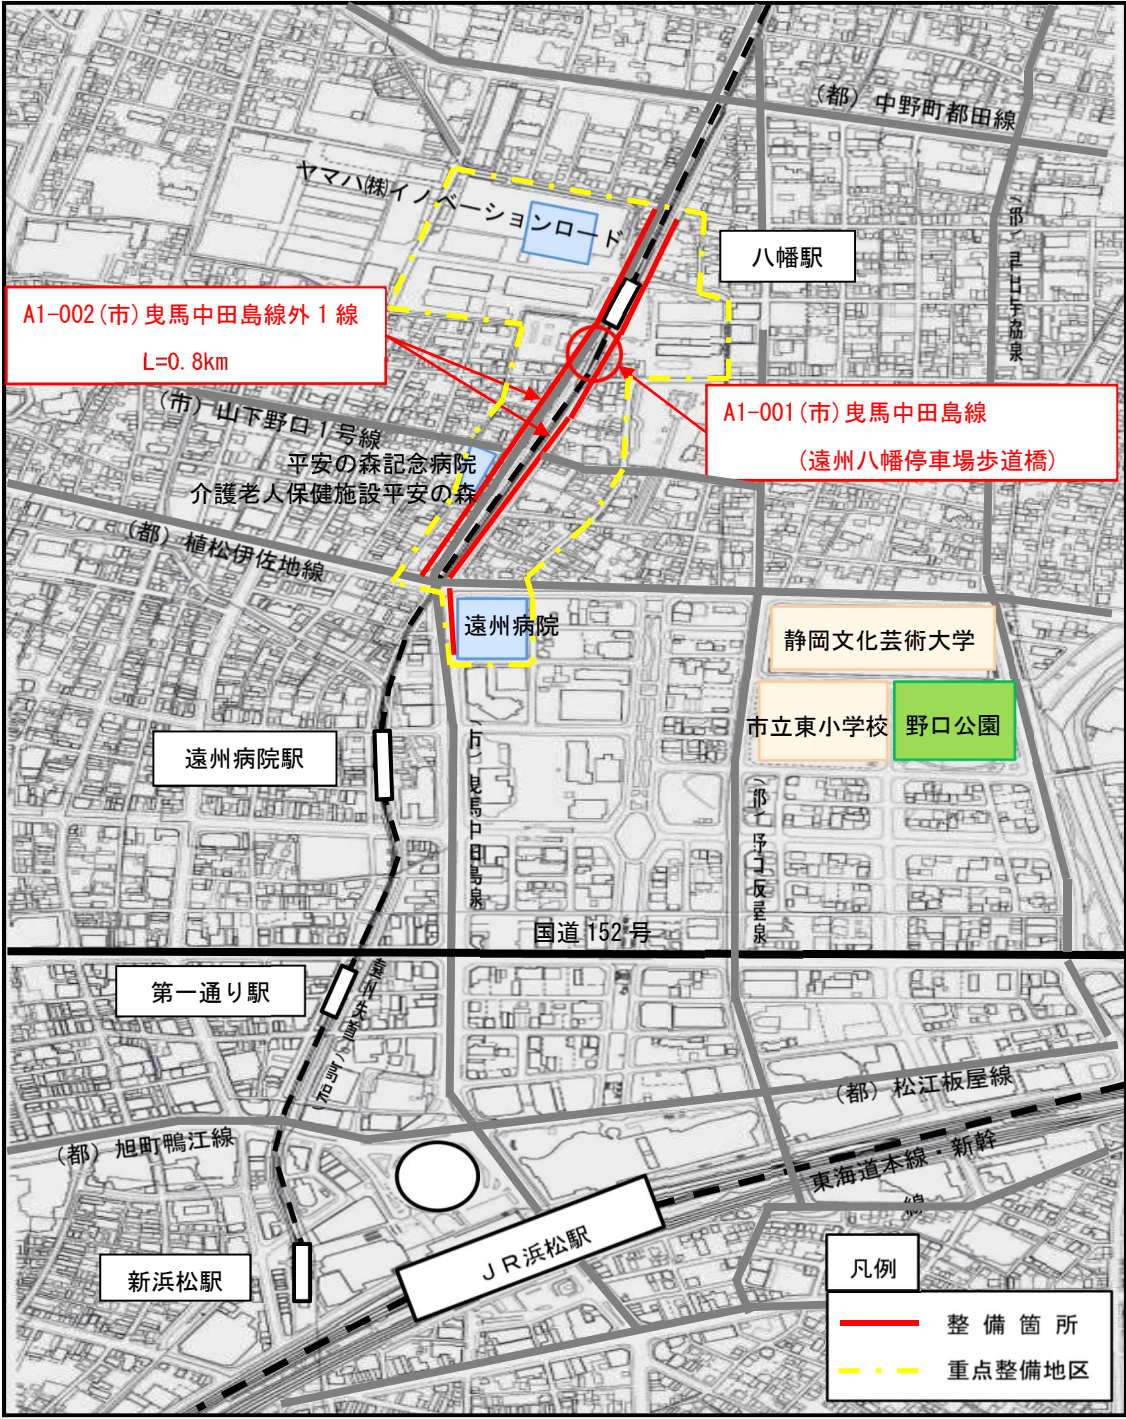 (都) 中野町都田線
ヤマハ㈱イノベーションロード
八幡駅
A1-002(市)曳馬中田島線外1線
L=0.8km
A1-001(市)曳馬中田島線
(遠州八幡停車場歩道橋)
(市) 山下野口1号線
平安の森記念病院
介護老人保健施設平安の森
(都) 植松伊佐地線
遠州病院
静岡文化芸術大学
市立東小学校
野口公園
遠州病院駅
(市) 曳馬中田島線
国道152号
第一通り駅
(都) 松江板屋線
(都) 旭町鴨江線
東海道本線・新幹
線
JR浜松駅
新浜松駅
凡例
整備箇所
重点整備地区